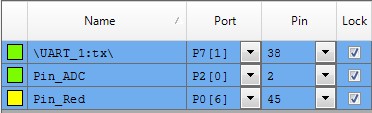 Name Port Pin Lock
\UART_1:tx\ P7[1] 38
Pin_ADC P2[0] 2
Pin_Red P0[6] 45